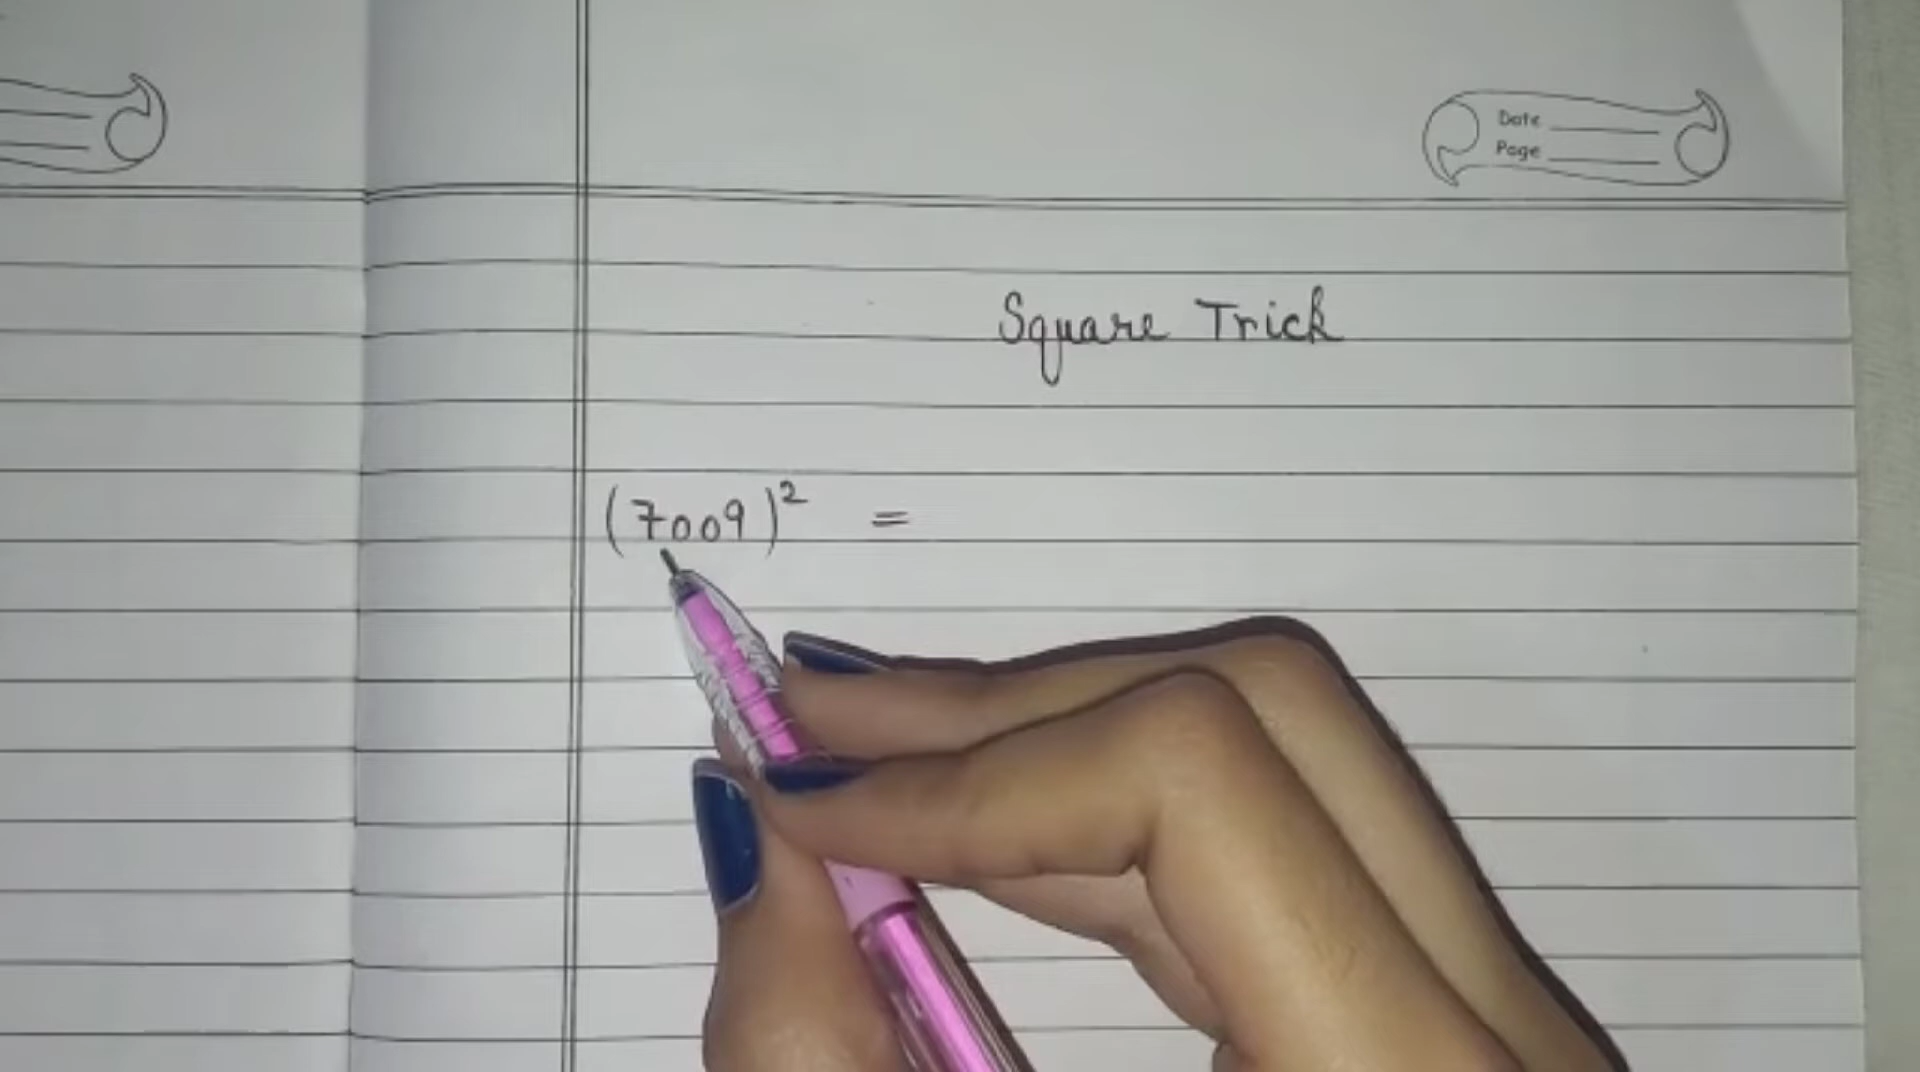 Date
Page
Square Trick
(7009)² =